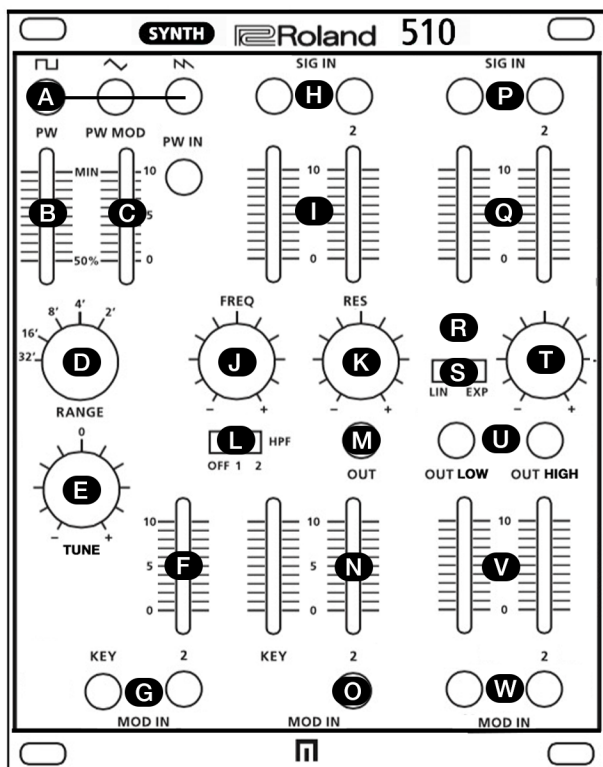 SYNTH Roland 510
SIG IN SIG IN
A H P
PW PW MOD 2 2
PW IN
MIN 10 10 10
B C 5 I Q
50% 0 0 0
4'
8' 2'
16'
32'
FREQ RES
R
D J K S T
LIN EXP
RANGE - + - +
0
L HPF M U
OFF 1 2 OUT OUT LOW OUT HIGH
E
- +
TUNE
10 10 10
F 5 5 N V
0 0 0
KEY 2 KEY 2 2
G O W
MOD IN MOD IN MOD IN